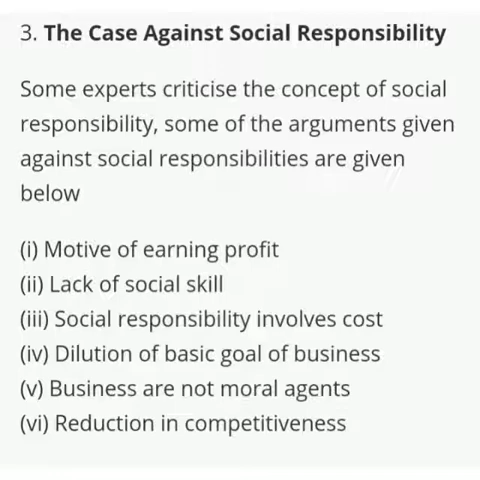 3. The Case Against Social Responsibility
Some experts criticise the concept of social
responsibility, some of the arguments given
against social responsibilities are given
below
(i) Motive of earning profit
(ii) Lack of social skill
(iii) Social responsibility involves cost
(iv) Dilution of basic goal of business
(v) Business are not moral agents
(vi) Reduction in competitiveness